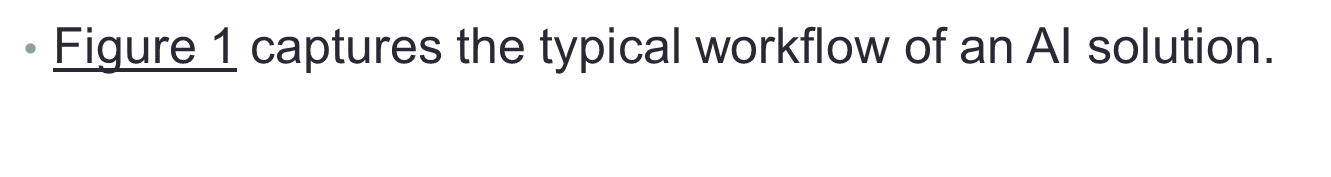 • Figure 1 captures the typical workflow of an AI solution.